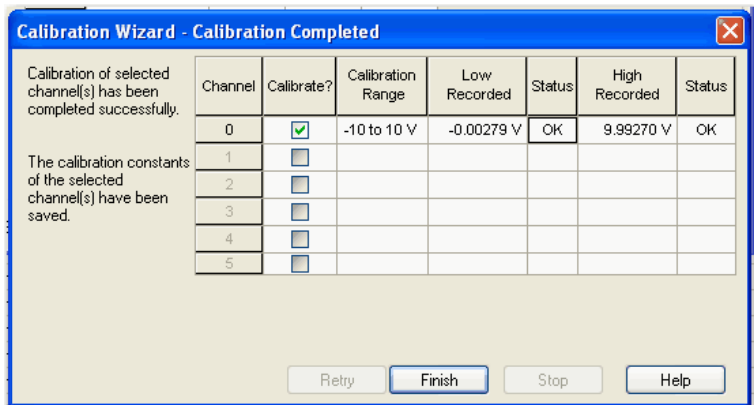 Calibration Wizard - Calibration Completed
Calibration of selected
channel(s) has been
completed successfully.
The calibration constants
of the selected
channel(s) have been
saved.
Channel Calibrate? Calibration Range Low Recorded Status High Recorded Status
0 -10 to 10 V -0.00279 V OK 9.99270 V OK
1
2
3
4
5
Retry Finish Stop Help